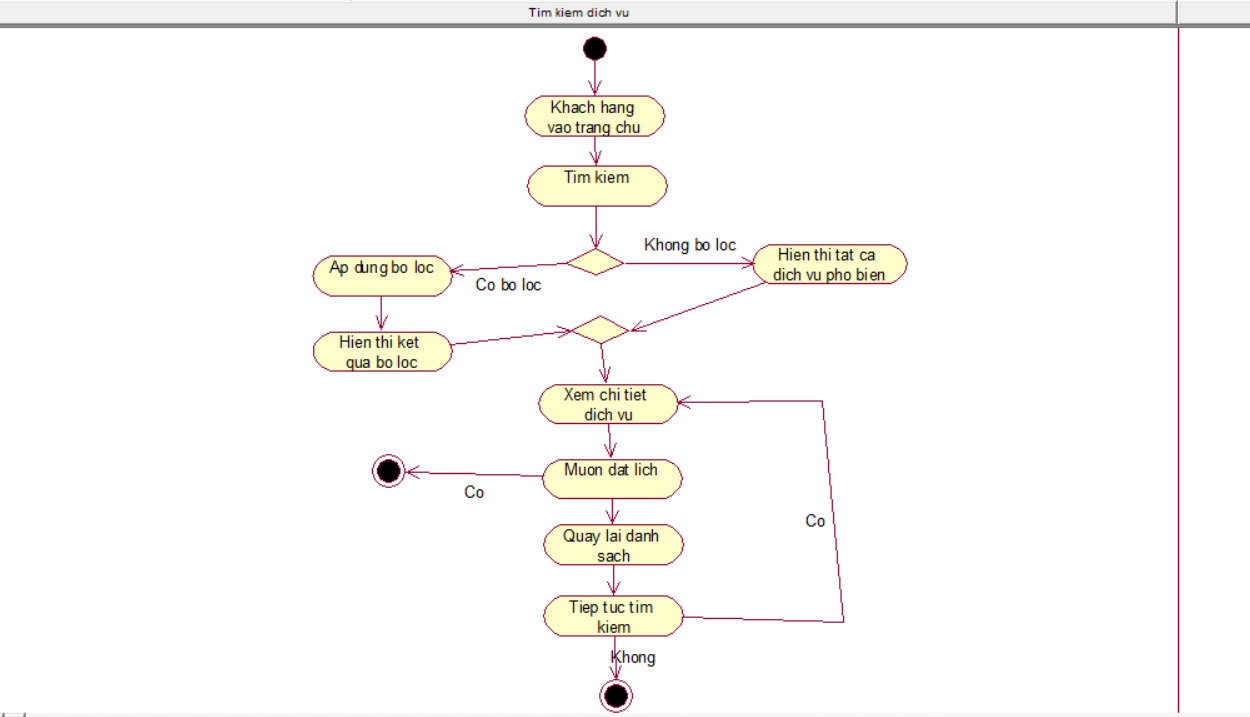 Tim kiem dich vu
Khach hang
vao trang chu
Tim kiem
Khong bo loc
Hien thi tat ca
dich vu pho bien
Ap dung bo loc
Co bo loc
Hien thi ket
qua bo loc
Xem chi tiet
dich vu
Muon dat lich
Co
Quay lai danh
sach
Co
Tiep tuc tim
kiem
Khong